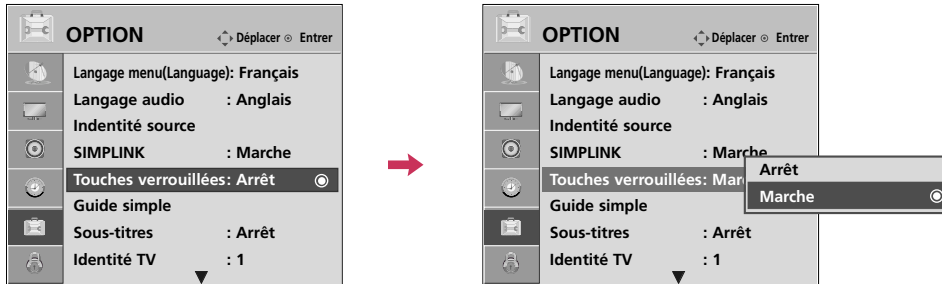 OPTION Déplacer Entrer
Langage menu(Language): Français
Langage audio : Anglais
Indentité source
SIMPLINK : Marche
Touches verrouillées: Arrêt
Guide simple
Sous-titres : Arrêt
Identité TV : 1
OPTION Déplacer Entrer
Langage menu(Language): Français
Langage audio : Anglais
Indentité source
SIMPLINK : Marche
Touches verrouillées: Mar
Guide simple
Sous-titres : Arrêt
Identité TV : 1
Arrêt
Marche